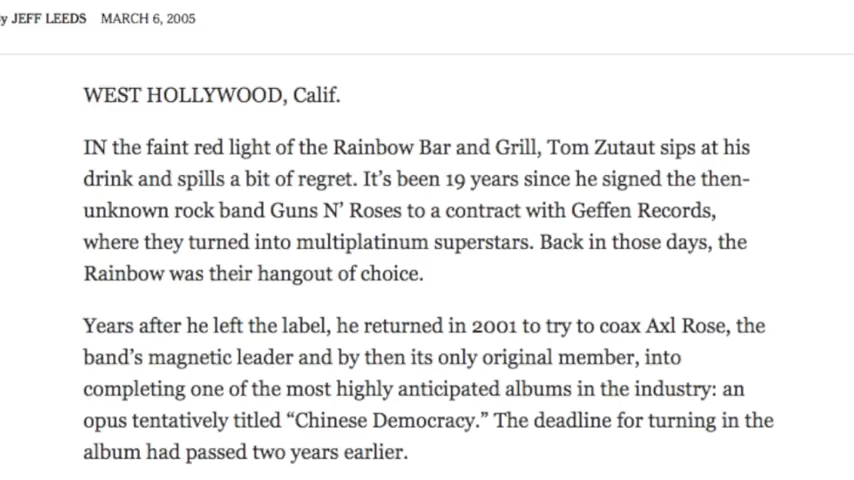 y JEFF LEEDS MARCH 6, 2005
WEST HOLLYWOOD, Calif.
IN the faint red light of the Rainbow Bar and Grill, Tom Zutaut sips at his
drink and spills a bit of regret. It’s been 19 years since he signed the then-
unknown rock band Guns N’ Roses to a contract with Geffen Records,
where they turned into multiplatinum superstars. Back in those days, the
Rainbow was their hangout of choice.
Years after he left the label, he returned in 2001 to try to coax Axl Rose, the
band’s magnetic leader and by then its only original member, into
completing one of the most highly anticipated albums in the industry: an
opus tentatively titled “Chinese Democracy.” The deadline for turning in the
album had passed two years earlier.